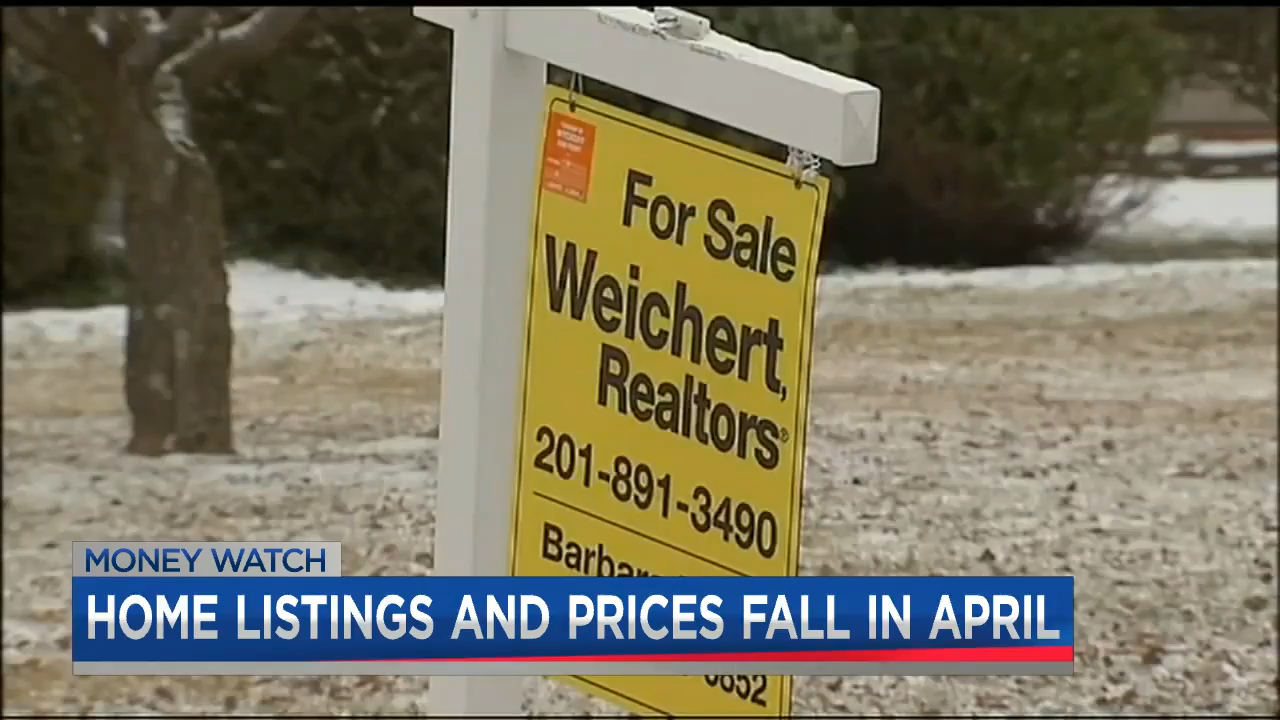 For Sale
Weichert,
Realtors®
201-891-3490
MONEY WATCH
HOME LISTINGS AND PRICES FALL IN APRIL